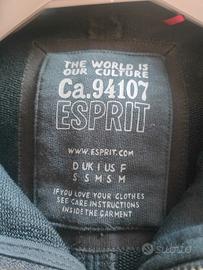 THE WORLD IS
OUR CULTURE
Ca.94107
ESPRIT
WWW.ESPRIT.COM
D UK I US F
S S M S M
IF YOU LOVE YOUR CLOTHES
SEE CARE INSTRUCTIONS
INSIDE THE GARMENT
subito